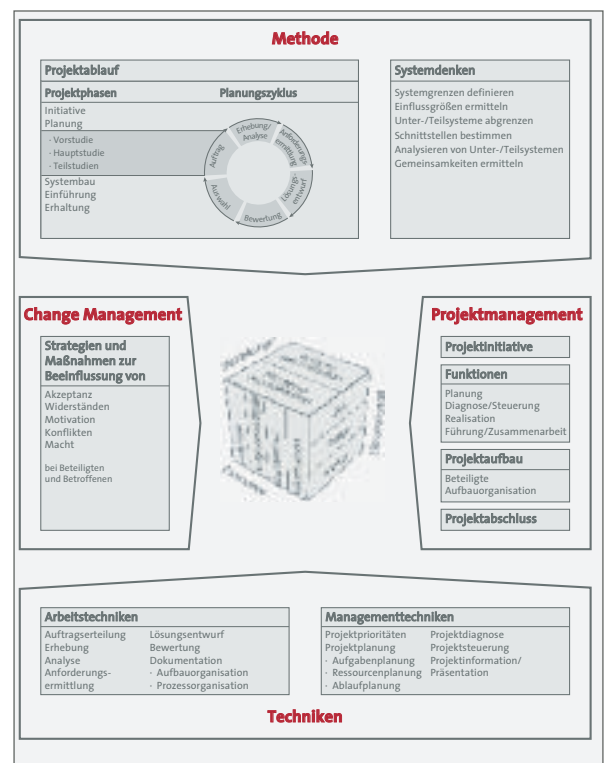 Methode
Projektablauf
Projektphasen
Planungszyklus
Initiative
Planung
· Vorstudie
· Hauptstudie
· Teilstudien
Systembau
Einführung
Erhaltung
Auftrag
Erhebung/
Analyse
Anforderungs-
ermittlung
Lösungs-
entwurf
Bewertung
Auswahl
Systemdenken
Systemgrenzen definieren
Einflussgrößen ermitteln
Unter-/Teilsysteme abgrenzen
Schnittstellen bestimmen
Analysieren von Unter-/Teilsystemen
Gemeinsamkeiten ermitteln
Change Management
Strategien und
Maßnahmen zur
Beeinflussung von
Akzeptanz
Widerständen
Motivation
Konflikten
Macht
bei Beteiligten
und Betroffenen
Projektmanagement
Projektinitiative
Funktionen
Planung
Diagnose/Steuerung
Realisation
Führung/Zusammenarbeit
Projektaufbau
Beteiligte
Aufbauorganisation
Projektabschluss
Arbeitstechniken
Auftragserteilung
Erhebung
Analyse
Anforderungs-
ermittlung
Lösungsentwurf
Bewertung
Dokumentation
· Aufbauorganisation
· Prozessorganisation
Managementtechniken
Projektprioritäten
Projektplanung
· Aufgabenplanung
· Ressourcenplanung
· Ablaufplanung
Projektdiagnose
Projektsteuerung
Projektinformation/
Präsentation
Techniken